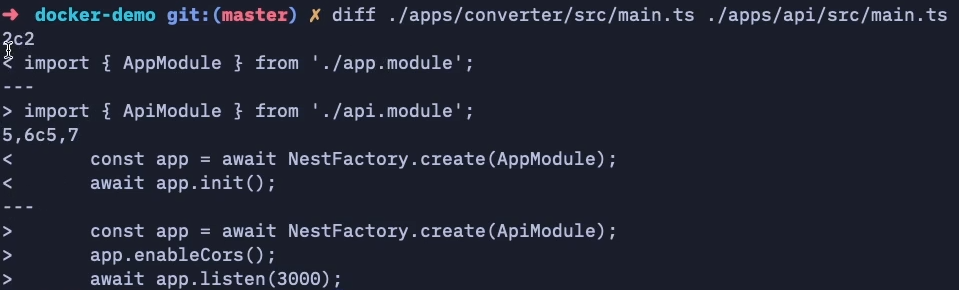 ➜ docker-demo git:(master) ✗ diff ./apps/converter/src/main.ts ./apps/api/src/main.ts
2c2
< import { AppModule } from './app.module';
---
> import { ApiModule } from './api.module';
5,6c5,7
<       const app = await NestFactory.create(AppModule);
<       await app.init();
---
>       const app = await NestFactory.create(ApiModule);
>       app.enableCors();
>       await app.listen(3000);